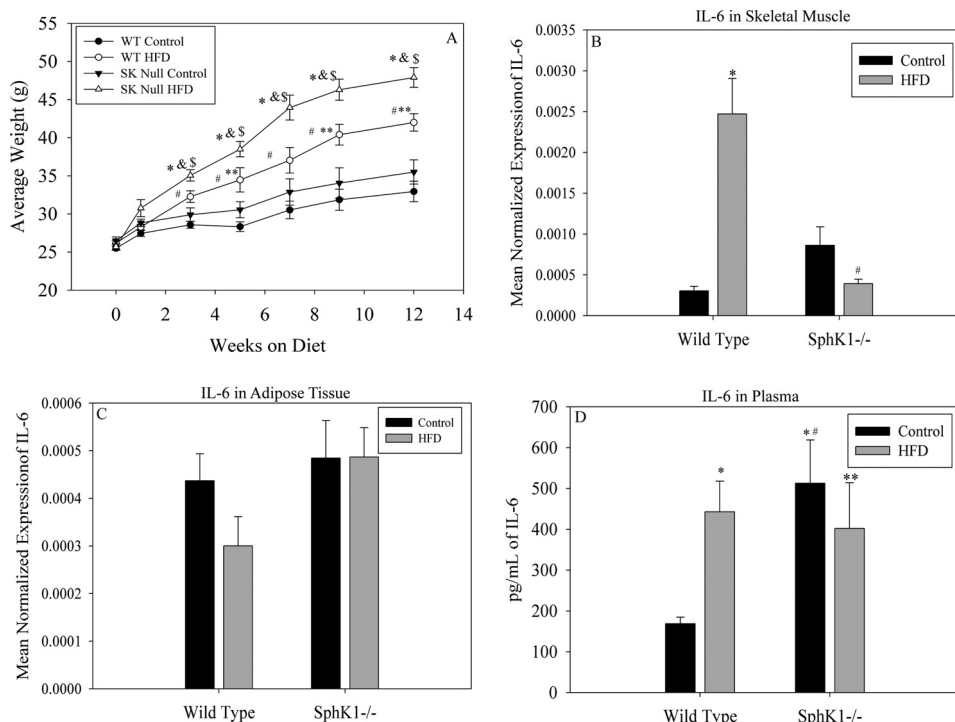 45
40
35
30
25
20
Average Weight (g)
WT Control
WT HFD
SK Null Control
SK Null HFD
A
*& $
*& $
*&$
*&$
*& $
#
# **
#
# **
#**
0 2 4 6 8 10 12 14
Weeks on Diet
IL-6 in Skeletal Muscle
B
Control
HFD
Mean Normalized Expressionof IL-6
0.0035
0.0030
0.0025
0.0020
0.0015
0.0010
0.0005
0.0000
*
#
Wild Type SphK1-/-
IL-6 in Adipose Tissue
C
Control
HFD
Mean Normalized Expressionof IL-6
0.0006
0.0005
0.0004
0.0003
0.0002
0.0001
0.0000
Wild Type SphK1-/-
IL-6 in Plasma
D
Control
HFD
pg/mL of IL-6
700
600
500
400
300
200
100
0
*
* #
**
Wild Type SphK1-/-